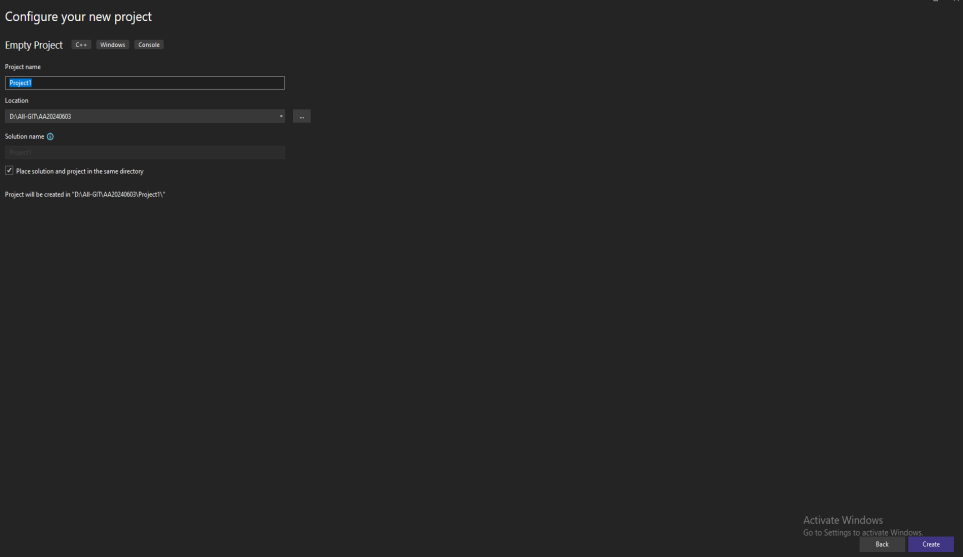 Configure your new project
Empty Project C++ Windows Console
Project name
Project1
Location
D:\All-GIT\AA20240603
...
Solution name
Project1
Place solution and project in the same directory
Project will be created in "D:\All-GIT\AA20240603\Project1\"
Activate Windows
Go to Settings to activate Windows.
Back Create